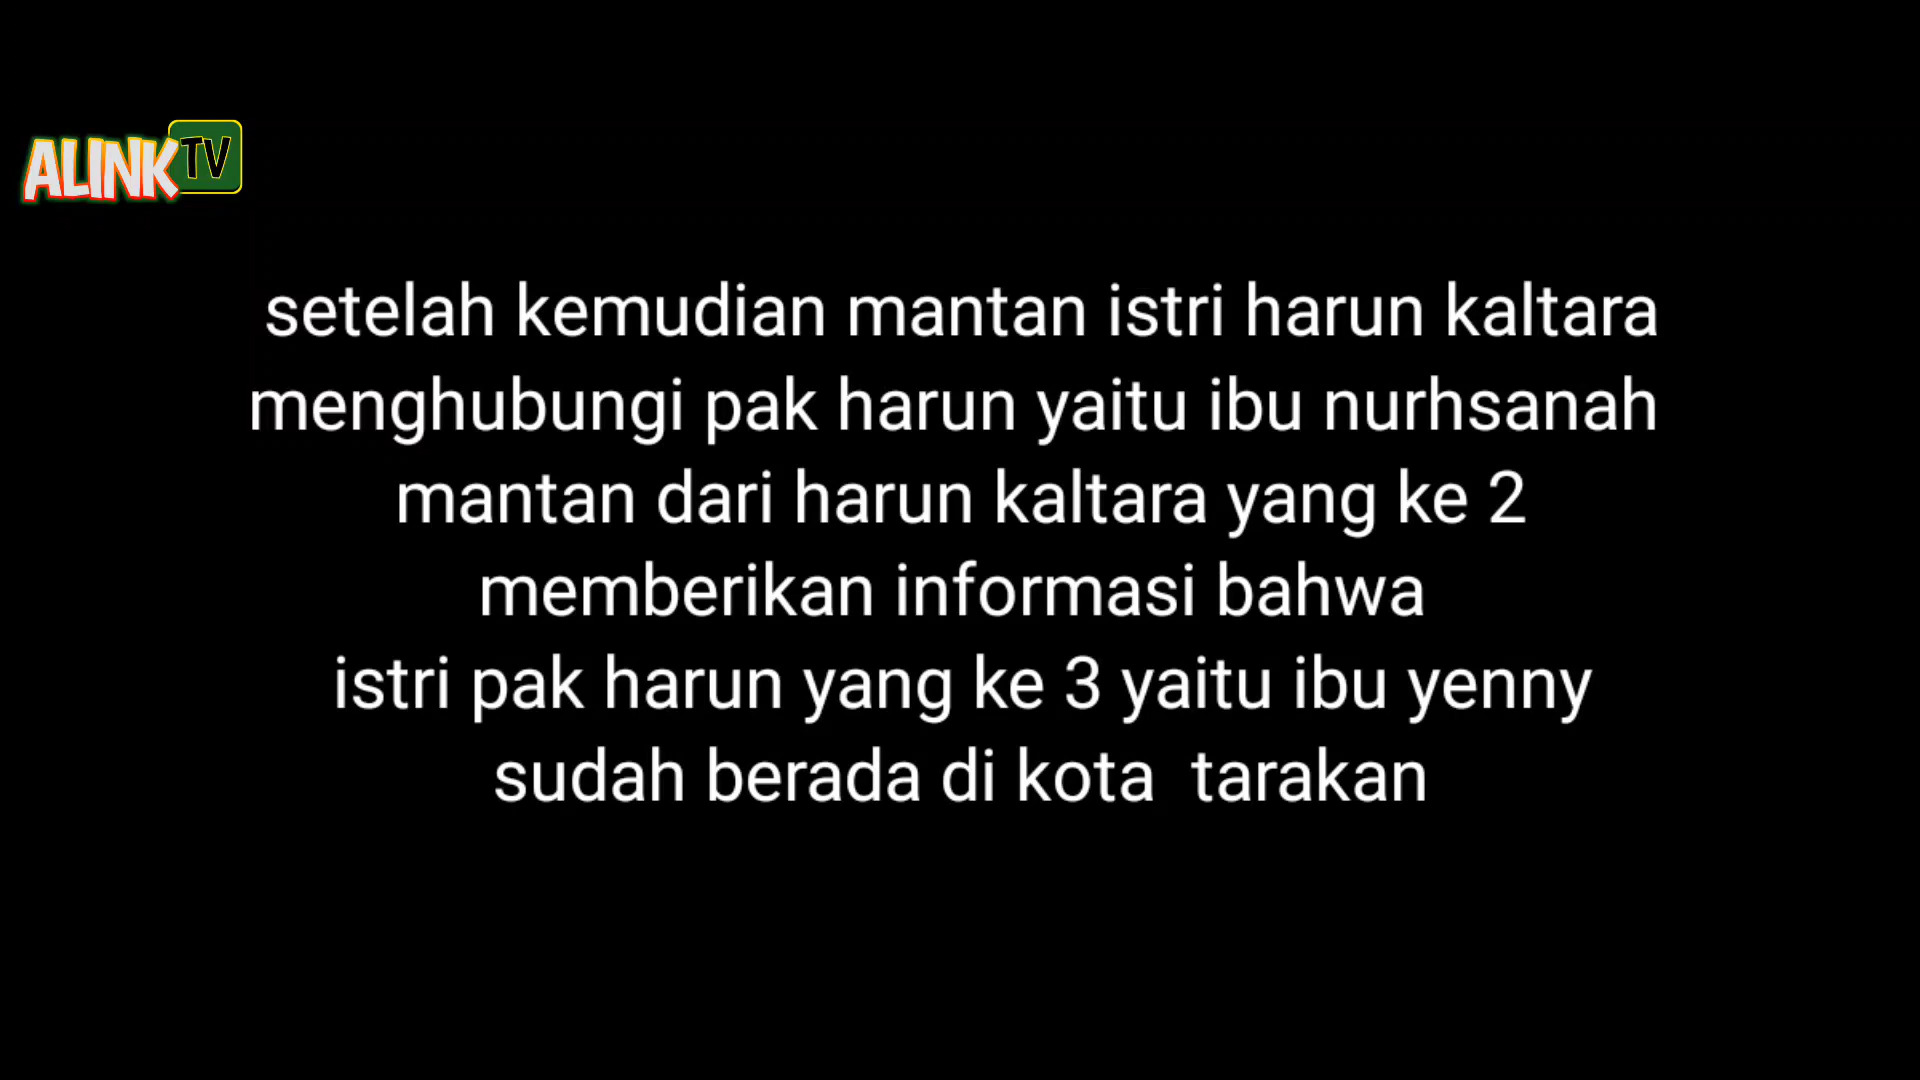 ALINK TV
setelah kemudian mantan istri harun kaltara
menghubungi pak harun yaitu ibu nurhsanah
mantan dari harun kaltara yang ke 2
memberikan informasi bahwa
istri pak harun yang ke 3 yaitu ibu yenny
sudah berada di kota  tarakan